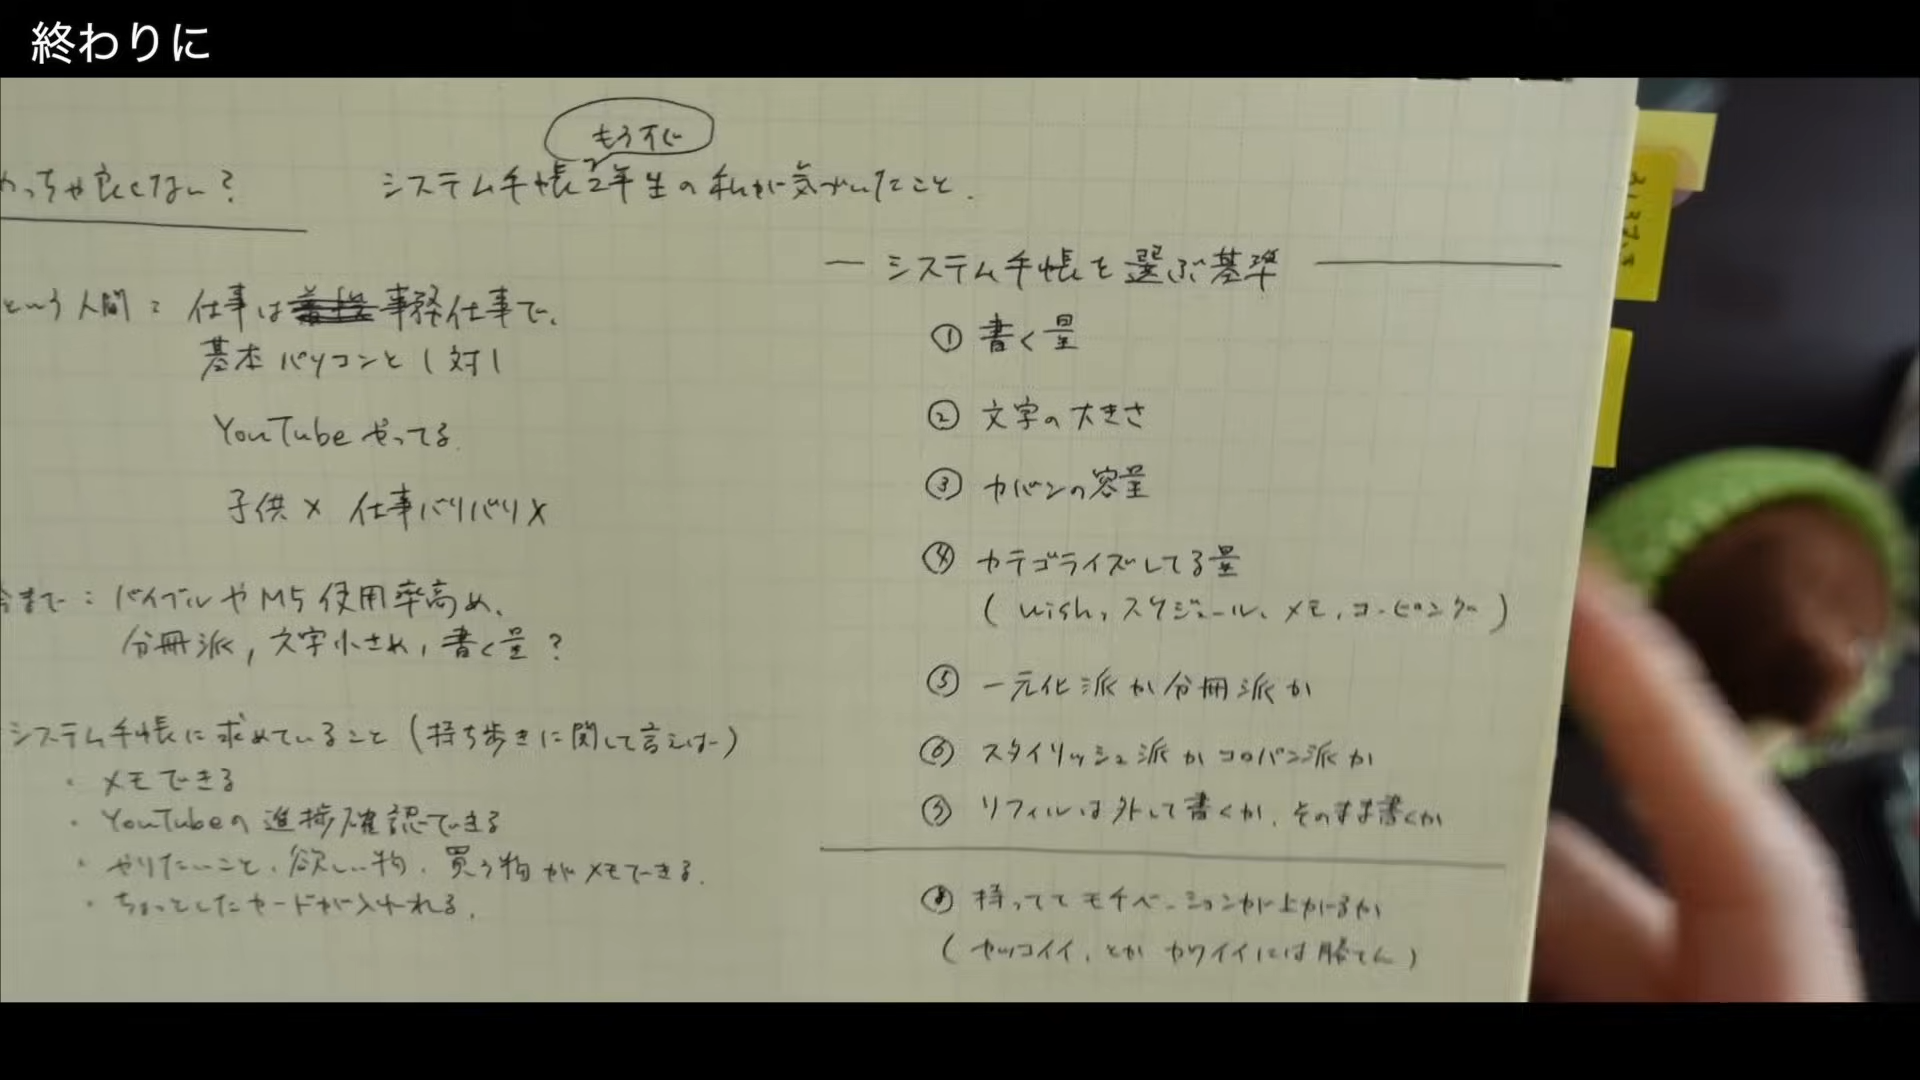 終わりに
もうすぐ
めっちゃ良くない?
システム手帳2年生の私が気づいたこと.
という人間: 仕事は事務仕事で、
基本パソコンと1対1
YouTubeやってる.
子供× 仕事バリバリ×
今まで: バイブルやM5使用率高め、
分冊派, 文字小さめ, 書く量?
システム手帳に求めていること (持ち歩きに関して言えば)
・メモできる
・YouTubeの進捗確認できる
・やりたいこと、欲しい物、買う物がメモできる.
・ちょっとしたカードが入れれる.
― システム手帳を選ぶ基準 ―
① 書く量
② 文字の大きさ
③ カバンの容量
④ カテゴライズしてる量
( wish, スケジュール、メモ、コーピング )
⑤ 一元化派か分冊派か
⑥ スタイリッシュ派かコロパン派か
⑦ リフィルは外して書くか、そのまま書くか
⑧ 持っててモチベーションが上がるか
( カッコイイ、とか カワイイには勝てん )